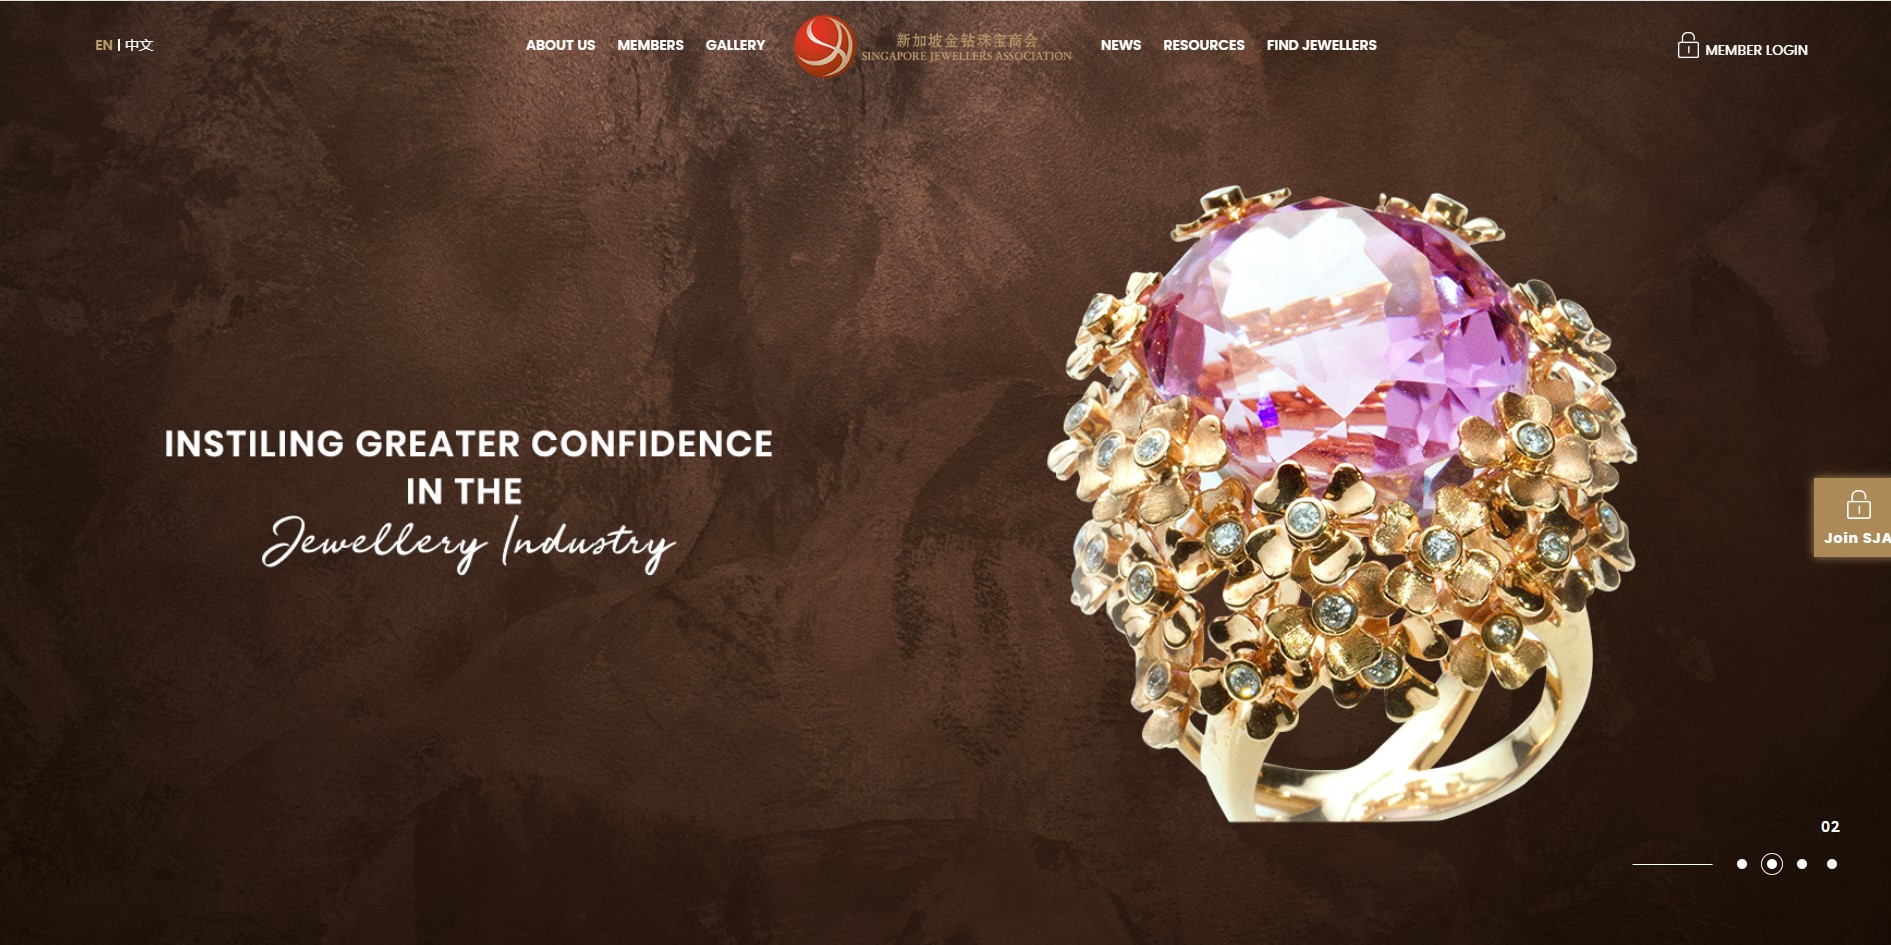 EN | 中文
ABOUT US
MEMBERS
GALLERY
新加坡金钻珠宝商会
SINGAPORE JEWELLERS ASSOCIATION
NEWS
RESOURCES
FIND JEWELLERS
MEMBER LOGIN
INSTILING GREATER CONFIDENCE
IN THE
Jewellery Industry
Join SJA
02